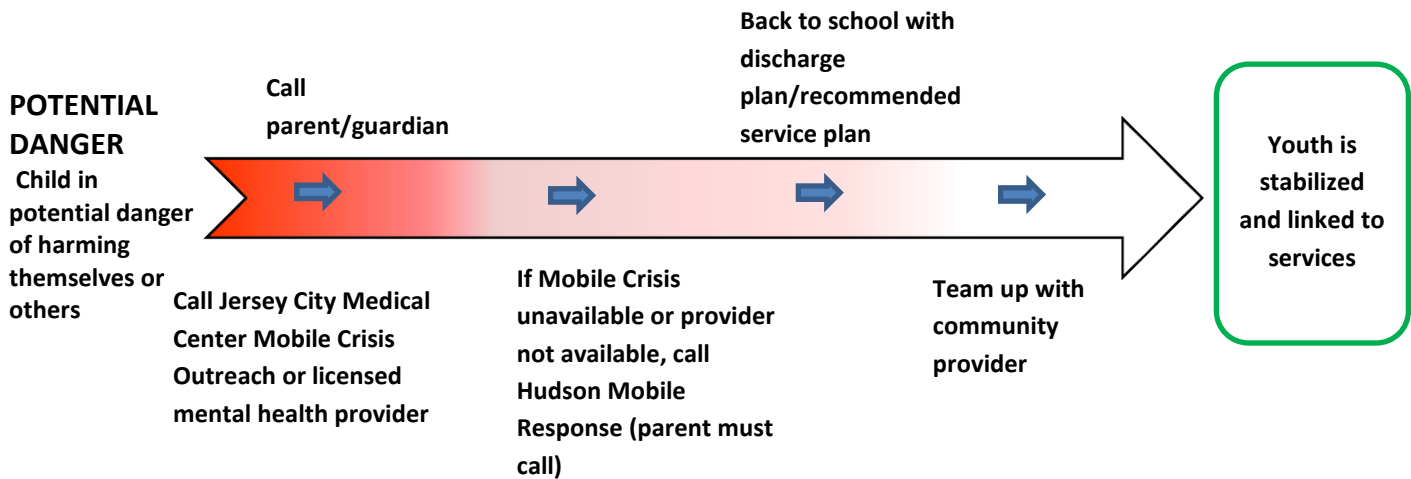 POTENTIAL
DANGER
Child in
potential danger
of harming
themselves or
others
Call
parent/guardian
Call Jersey City Medical
Center Mobile Crisis
Outreach or licensed
mental health provider
If Mobile Crisis
unavailable or provider
not available, call
Hudson Mobile
Response (parent must
call)
Back to school with
discharge
plan/recommended
service plan
Team up with
community
provider
Youth is
stabilized
and linked to
services